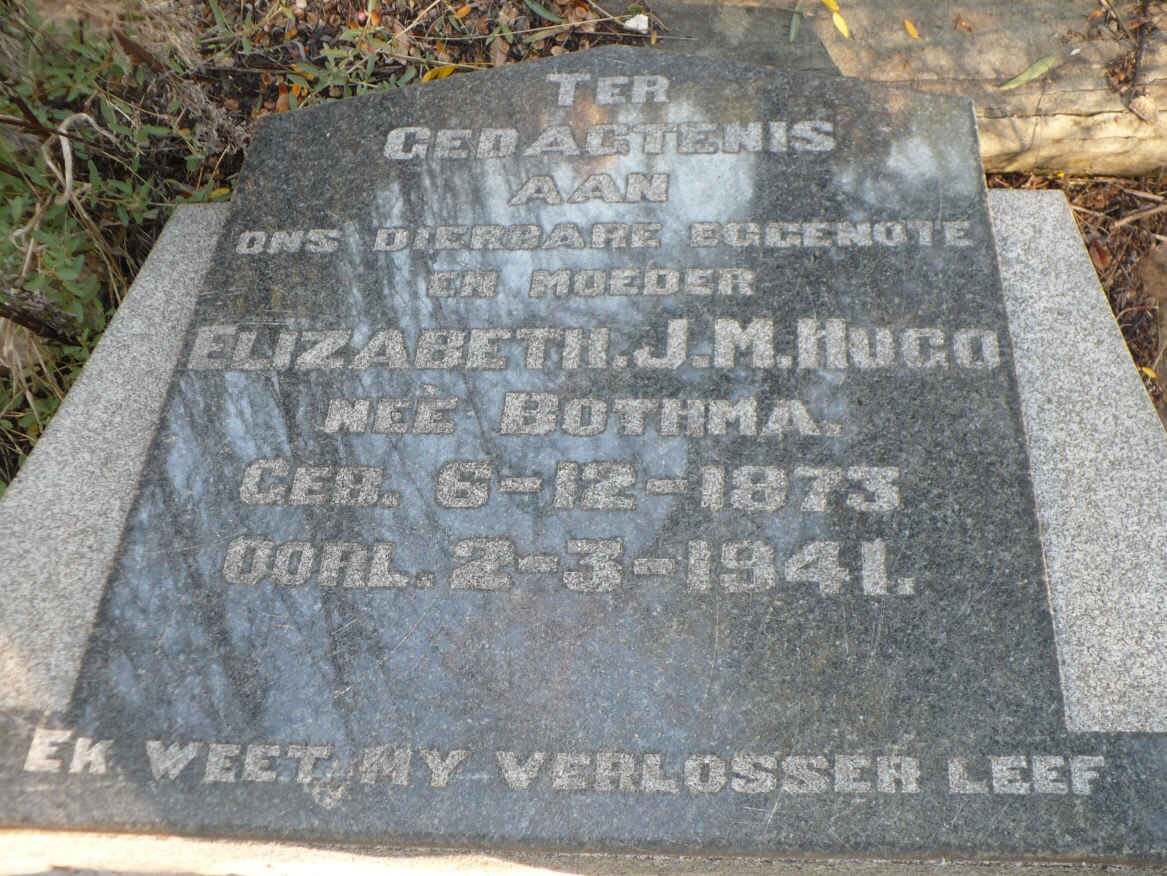 TER
GEDAGTENIS
AAN
ONS DIERBARE EGGENOTE
EN MOEDER
ELIZABETH. J. M. HUGO
NEÈ BOTHMA.
GEB. 6-12-1873
OORL. 2-3-1941.
EK WEET MY VERLOSSER LEEF